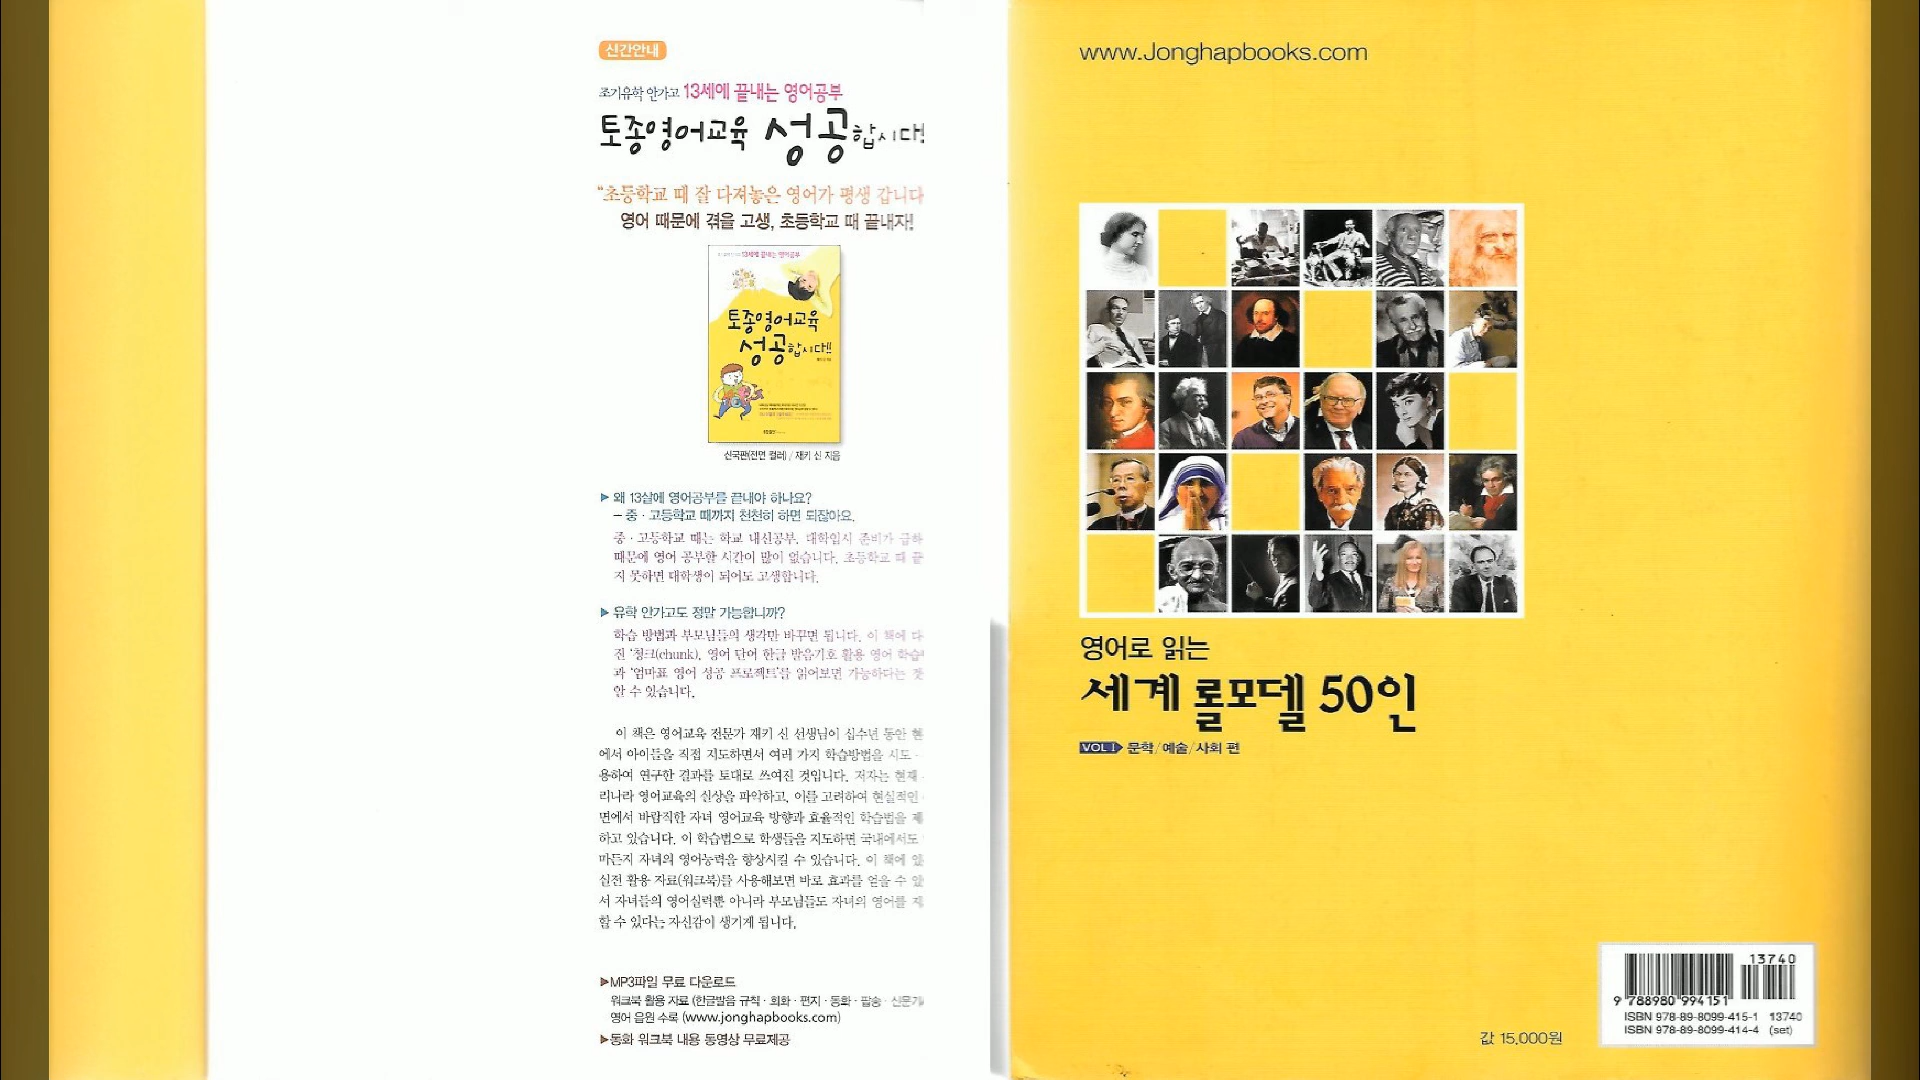 신간안내
조기유학 안가고 13세에 끝내는 영어공부
토종영어교육 성공합시다!
"초등학교 때 잘 다져놓은 영어가 평생 갑니다
영어 때문에 겪을 고생, 초등학교 때 끝내자!
13세에 끝내는 영어공부
토종영어교육
성공합시다!!
신국판(전면 컬러) / 재키 신 지음
▶ 왜 13살에 영어공부를 끝내야 하나요?
– 중 · 고등학교 때까지 천천히 하면 되잖아요.
중 · 고등학교 때는 학교 내신공부, 대학입시 준비가 급하
때문에 영어 공부할 시간이 많이 없습니다. 초등학교 때 끝
지 못하면 대학생이 되어도 고생합니다.
▶ 유학 안가고도 정말 가능합니까?
학습 방법과 부모님들의 생각만 바꾸면 됩니다. 이 책에 다
진 '청크(chunk), 영어 단어 한글 발음기호 활용 영어 학습
과 '엄마표 영어 성공 프로젝트'를 읽어보면 가능하다는 것
할 수 있습니다.
이 책은 영어교육 전문가 재키 신 선생님이 십수년 동안 현
에서 아이들을 직접 지도하면서 여러 가지 학습방법을 시도 ·
용하여 연구한 결과를 토대로 쓰여진 것입니다. 저자는 현재
리나라 영어교육의 실상을 파악하고, 이를 고려하여 현실적인
면에서 바람직한 자녀 영어교육 방향과 효율적인 학습법을 제
하고 있습니다. 이 학습법으로 학생들을 지도하면 국내에서도
마든지 자녀의 영어능력을 향상시킬 수 있습니다. 이 책에 있
실전 활용 자료(워크북)를 사용해보면 바로 효과를 얻을 수 있
서 자녀들의 영어실력뿐 아니라 부모님들도 자녀의 영어를 지
할 수 있다는 자신감이 생기게 됩니다.
▶MP3파일 무료 다운로드
워크북 활용 자료 (한글발음 규칙 · 회화 · 편지 · 동화 · 팝송 · 신문기사
영어 음원 수록 (www.jonghapbooks.com)
▶동화 워크북 내용 동영상 무료제공
www.Jonghapbooks.com
영어로 읽는
세계 롤모델 50인
VOL I 문학/예술/사회 편
값 15,000원
13740
9 788980 994151
ISBN 978-89-8099-415-1 13740
ISBN 978-89-8099-414-4 (set)